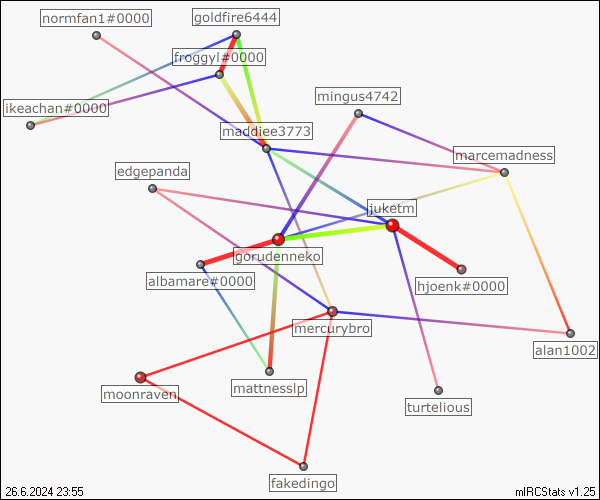 normfan1#0000
goldfire6444
froggyl#0000
mingus4742
ikeachan#0000
maddiee3773
marcemadness
edgepanda
juketm
gorudenneko
albamare#0000
hjoenk#0000
mercurybro
alan1002
mattnesslp
moonraven
turtelious
fakedingo
26.6.2024 23:55
mIRCStats v1.25